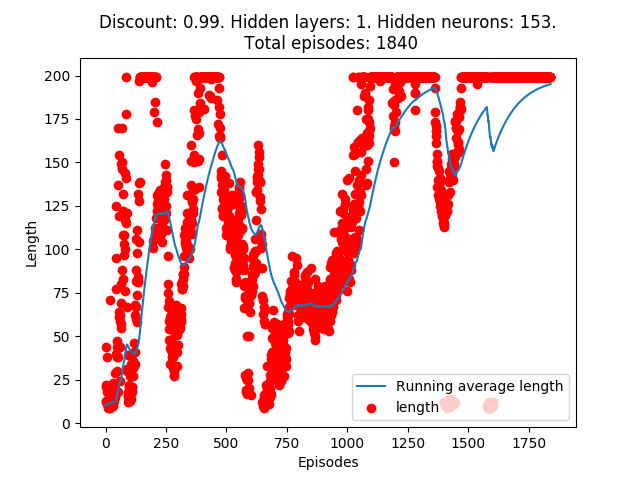 Discount: 0.99. Hidden layers: 1. Hidden neurons: 153.
Total episodes: 1840
200
175
150
125
100
75
50
25
0
Length
Running average length
length
0 250 500 750 1000 1250 1500 1750
Episodes